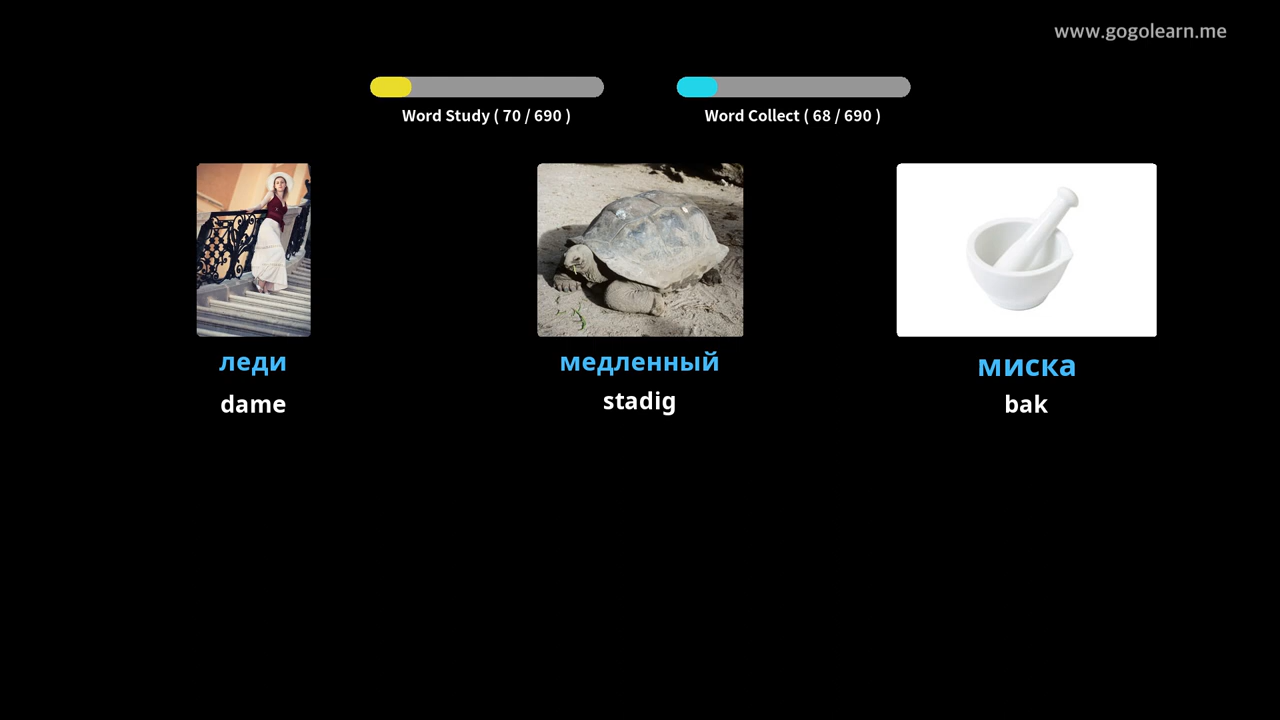 www.gogolearn.me
Word Study ( 70 / 690 )
Word Collect ( 68 / 690 )
леди
dame
медленный
stadig
миска
bak